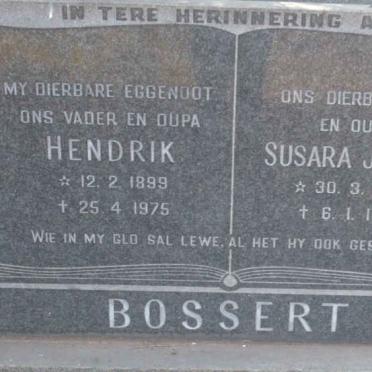 IN TERE HERINNERING A
MY DIERBARE EGGENOOT
ONS VADER EN OUPA
HENDRIK
☆ 12. 2. 1899
† 25. 4. 1975
ONS DIERB
EN OU
SUSARA J
☆ 30. 3.
† 6. 1. 1
WIE IN MY GLO SAL LEWE, AL HET HY OOK GES
BOSSERT